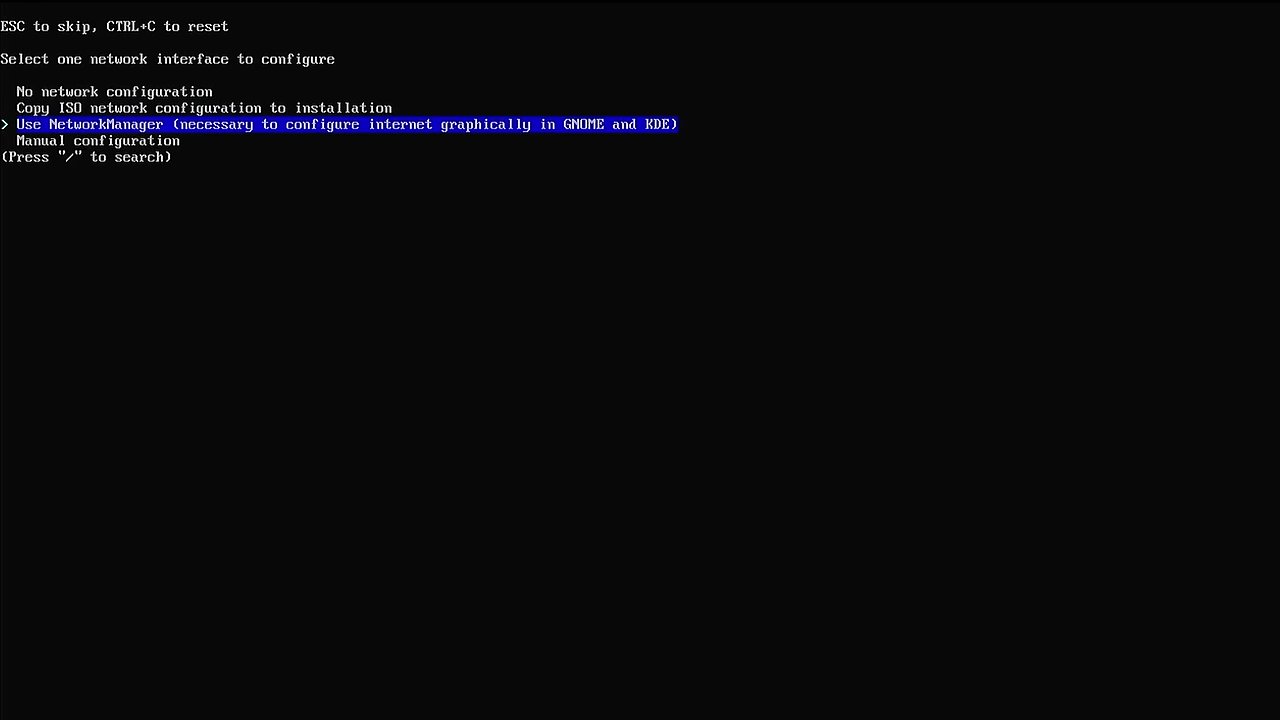 ESC to skip, CTRL+C to reset
Select one network interface to configure
No network configuration
Copy ISO network configuration to installation
> Use NetworkManager (necessary to configure internet graphically in GNOME and KDE)
Manual configuration
(Press "/" to search)